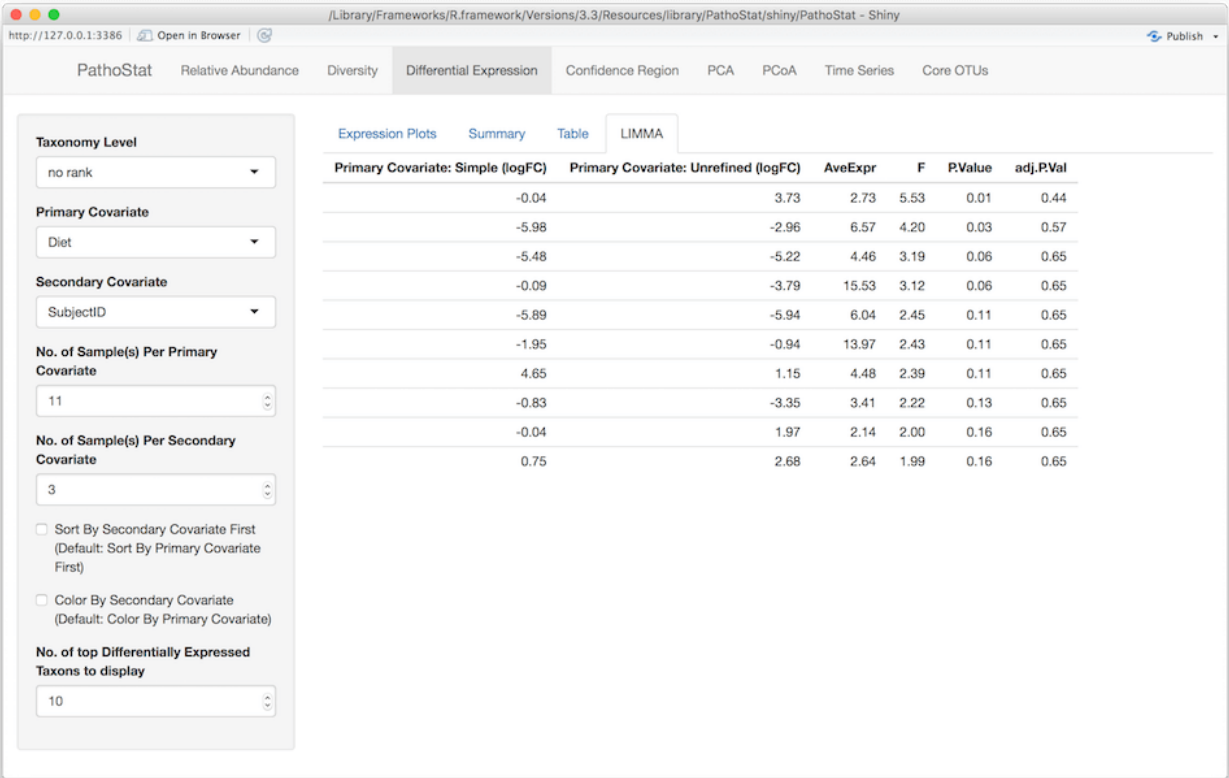 /Library/Frameworks/R.framework/Versions/3.3/Resources/library/PathoStat/shiny/PathoStat - Shiny
http://127.0.0.1:3386 Open in Browser Publish
PathoStat Relative Abundance Diversity Differential Expression Confidence Region PCA PCoA Time Series Core OTUs
Taxonomy Level
no rank
Primary Covariate
Diet
Secondary Covariate
SubjectID
No. of Sample(s) Per Primary
Covariate
11
No. of Sample(s) Per Secondary
Covariate
3
Sort By Secondary Covariate First
(Default: Sort By Primary Covariate
First)
Color By Secondary Covariate
(Default: Color By Primary Covariate)
No. of top Differentially Expressed
Taxons to display
10
Expression Plots Summary Table LIMMA
Primary Covariate: Simple (logFC) Primary Covariate: Unrefined (logFC) AveExpr F P.Value adj.P.Val
-0.04 3.73 2.73 5.53 0.01 0.44
-5.98 -2.96 6.57 4.20 0.03 0.57
-5.48 -5.22 4.46 3.19 0.06 0.65
-0.09 -3.79 15.53 3.12 0.06 0.65
-5.89 -5.94 6.04 2.45 0.11 0.65
-1.95 -0.94 13.97 2.43 0.11 0.65
4.65 1.15 4.48 2.39 0.11 0.65
-0.83 -3.35 3.41 2.22 0.13 0.65
-0.04 1.97 2.14 2.00 0.16 0.65
0.75 2.68 2.64 1.99 0.16 0.65